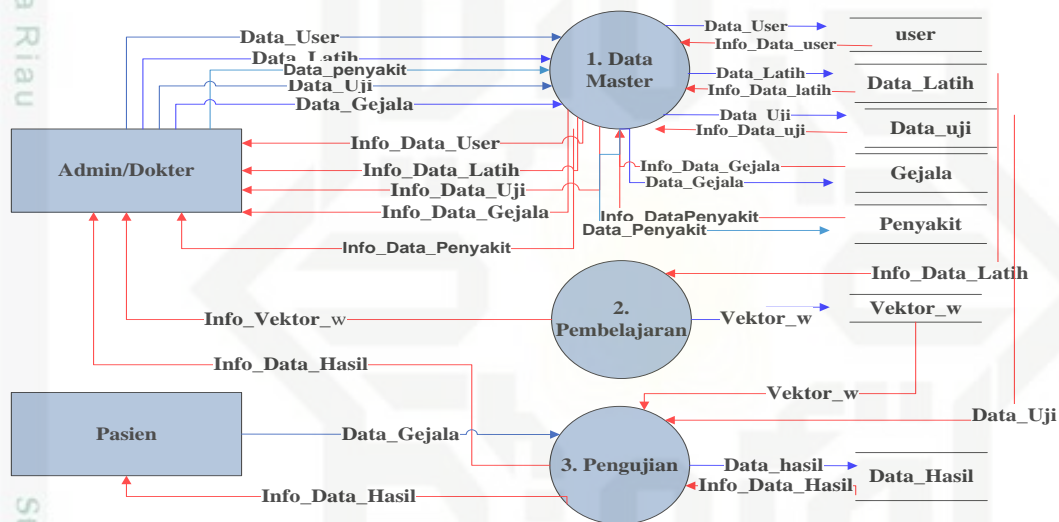 a Riau
Data_User
Data_Latih
Data_penyakit
Data_Uji
Data_Gejala
Admin/Dokter
Info_Data_User
Info_Data_Latih
Info_Data_Uji
Info_Data_Gejala
Info_Data_Penyakit
1. Data
Master
Data_User
Info_Data_user
Data_Latih
Info_Data_latih
Data_Uji
Info_Data_uji
Info_Data_Gejala
Data_Gejala
Info_DataPenyakit
Data_Penyakit
user
Data_Latih
Data_uji
Gejala
Penyakit
Info_Data_Latih
2.
Pembelajaran
Info_Vektor_w
Vektor_w
Vektor_w
Info_Data_Hasil
Vektor_w
Data_Uji
Pasien
Data_Gejala
3. Pengujian
Data_hasil
Info_Data_Hasil
Data_Hasil
Info_Data_Hasil